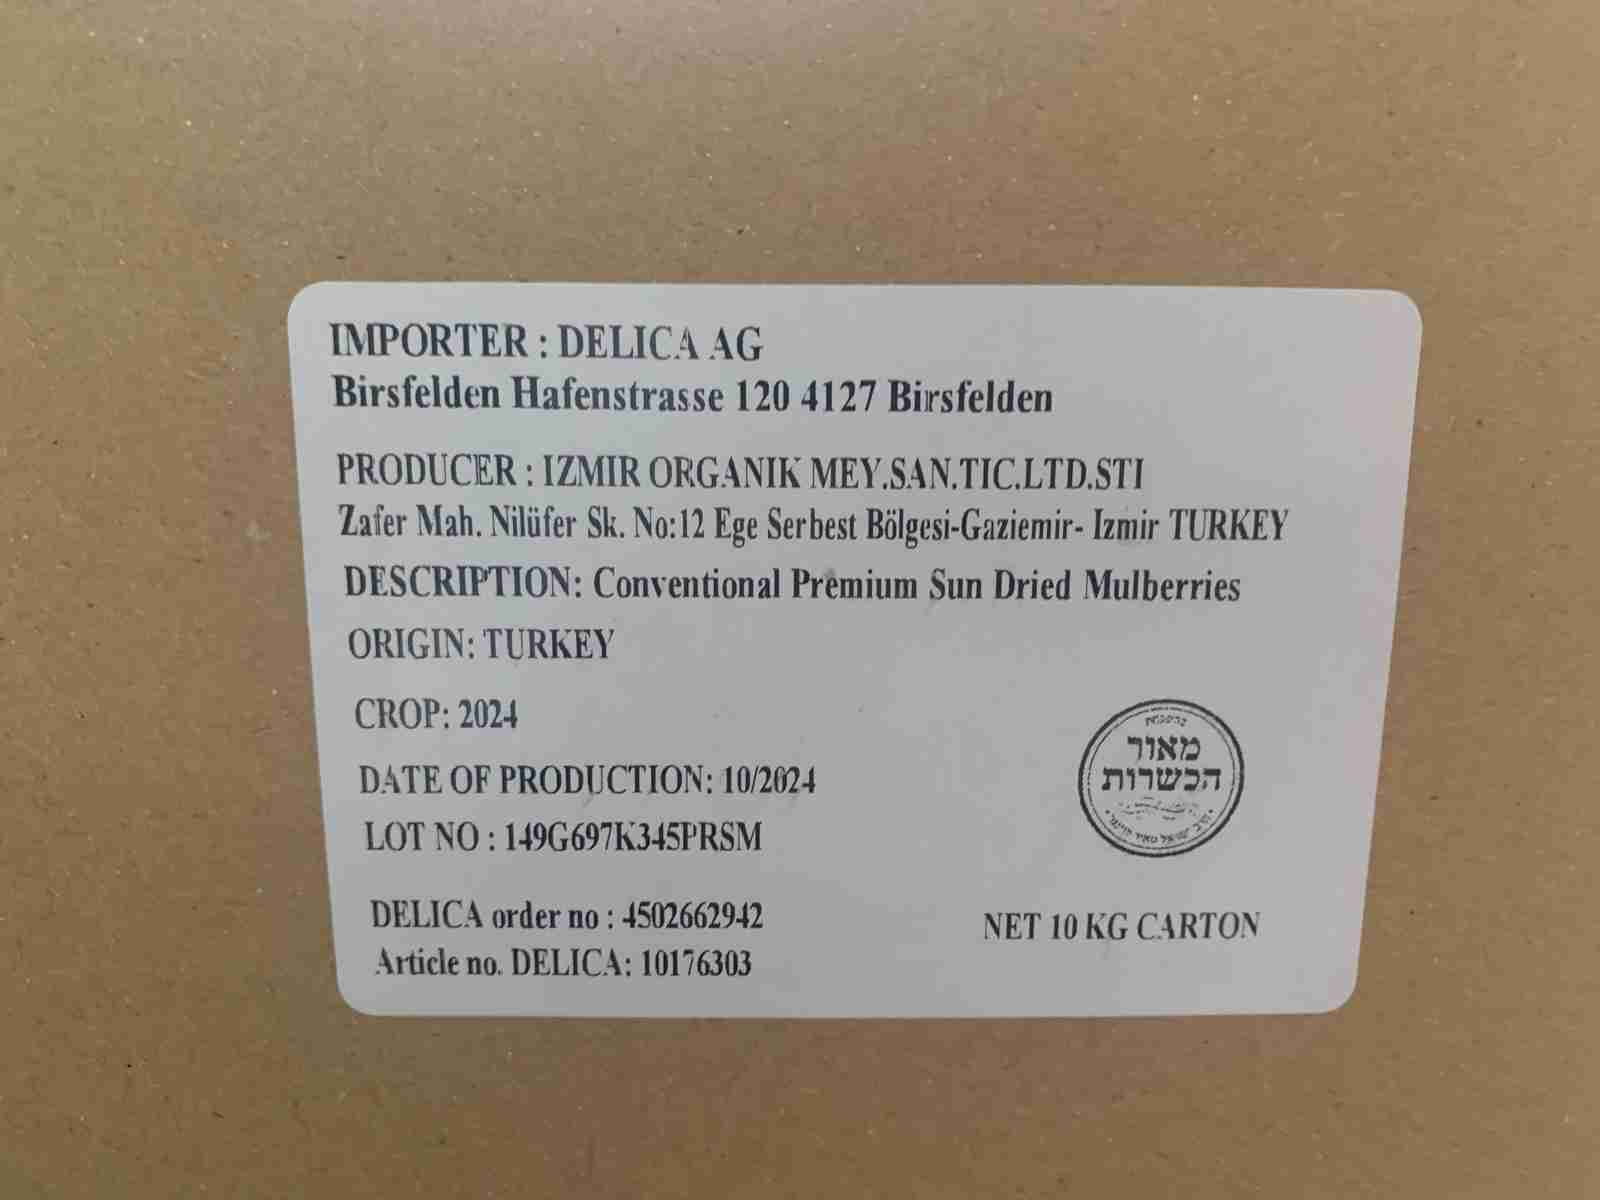 IMPORTER : DELICA AG
Birsfelden Hafenstrasse 120 4127 Birsfelden
PRODUCER : IZMIR ORGANIK MEY.SAN.TIC.LTD.STI
Zafer Mah. Nilüfer Sk. No:12 Ege Serbest Bölgesi-Gaziemir- Izmir TURKEY
DESCRIPTION: Conventional Premium Sun Dried Mulberries
ORIGIN: TURKEY
CROP: 2024
DATE OF PRODUCTION: 10/2024
LOT NO : 149G697K345PRSM
מאור
הכשרות
DELICA order no : 4502662942
NET 10 KG CARTON
Article no. DELICA: 10176303